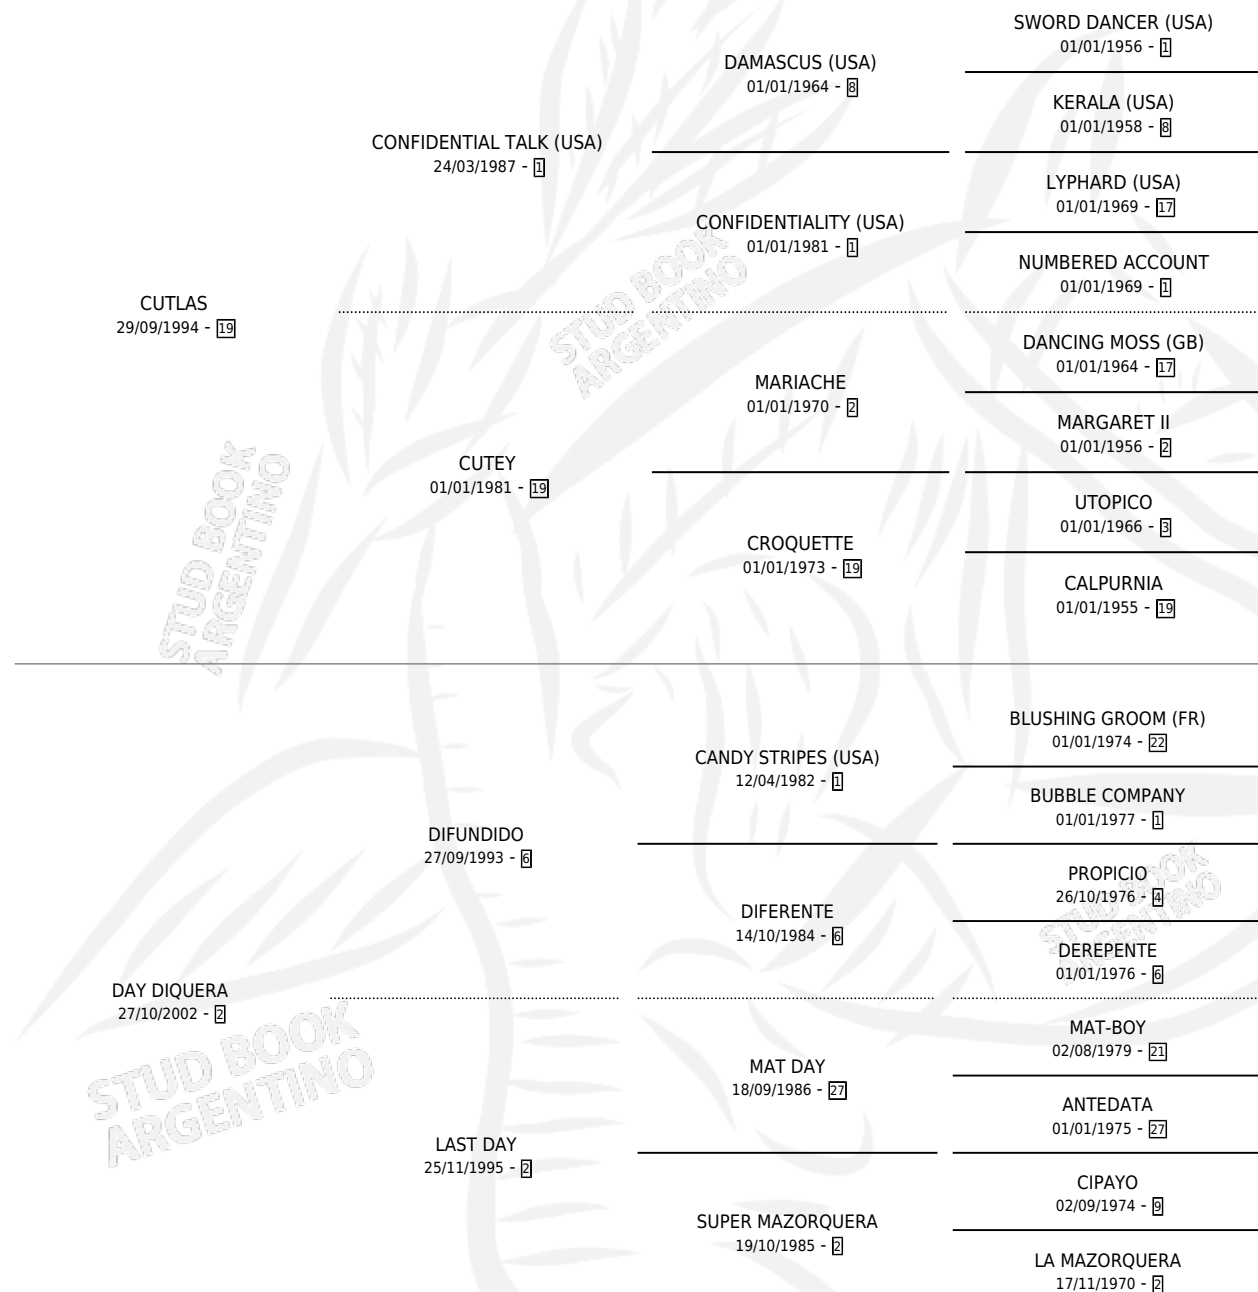 SWORD DANCER (USA)
01/01/1956 - 1
DAMASCUS (USA)
01/01/1964 - 8
KERALA (USA)
01/01/1958 - 8
CONFIDENTIAL TALK (USA)
24/03/1987 - 1
LYPHARD (USA)
01/01/1969 - 17
CONFIDENTIALITY (USA)
01/01/1981 - 1
NUMBERED ACCOUNT
01/01/1969 - 1
CUTLAS
29/09/1994 - 19
DANCING MOSS (GB)
01/01/1964 - 17
MARIACHE
01/01/1970 - 2
MARGARET II
01/01/1956 - 2
CUTEY
01/01/1981 - 19
UTOPICO
01/01/1966 - 3
CROQUETTE
01/01/1973 - 19
CALPURNIA
01/01/1955 - 19
BLUSHING GROOM (FR)
01/01/1974 - 22
CANDY STRIPES (USA)
12/04/1982 - 1
BUBBLE COMPANY
01/01/1977 - 1
DIFUNDIDO
27/09/1993 - 6
PROPICIO
26/10/1976 - 4
DIFERENTE
14/10/1984 - 6
DEREPENTE
01/01/1976 - 6
DAY DIQUERA
27/10/2002 - 2
MAT-BOY
02/08/1979 - 21
MAT DAY
18/09/1986 - 27
ANTEDATA
01/01/1975 - 27
LAST DAY
25/11/1995 - 2
CIPAYO
02/09/1974 - 9
SUPER MAZORQUERA
19/10/1985 - 2
LA MAZORQUERA
17/11/1970 - 2
STUD BOOK
ARGENTINO
STUD BOOK
ARGENTINO
STUD BOOK
ARGENTINO
STUD BOOK
ARGENTINO